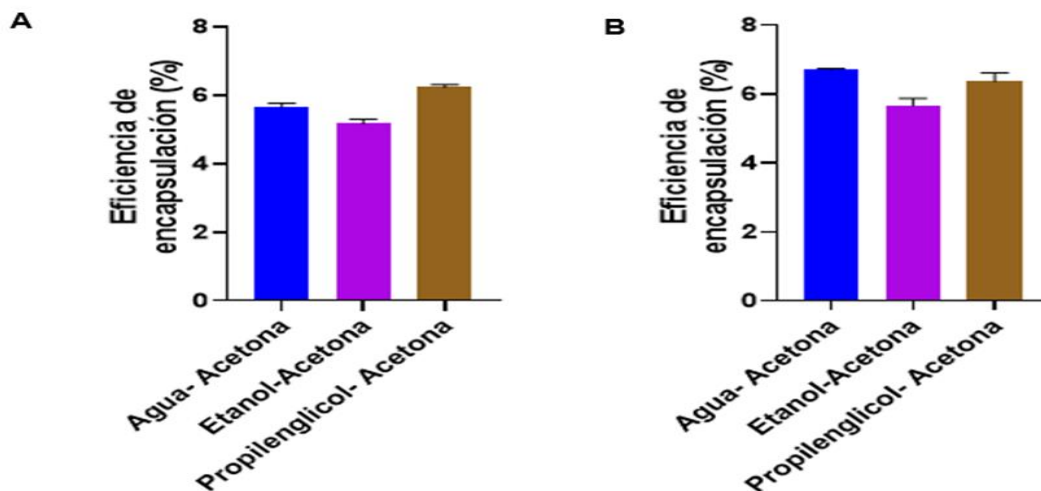 A
Eficiencia de
encapsulación (%)
8
6
4
2
0
Agua- Acetona
Etanol-Acetona
Propilenglicol- Acetona
B
Eficiencia de
encapsulación (%)
8
6
4
2
0
Agua- Acetona
Etanol-Acetona
Propilenglicol- Acetona